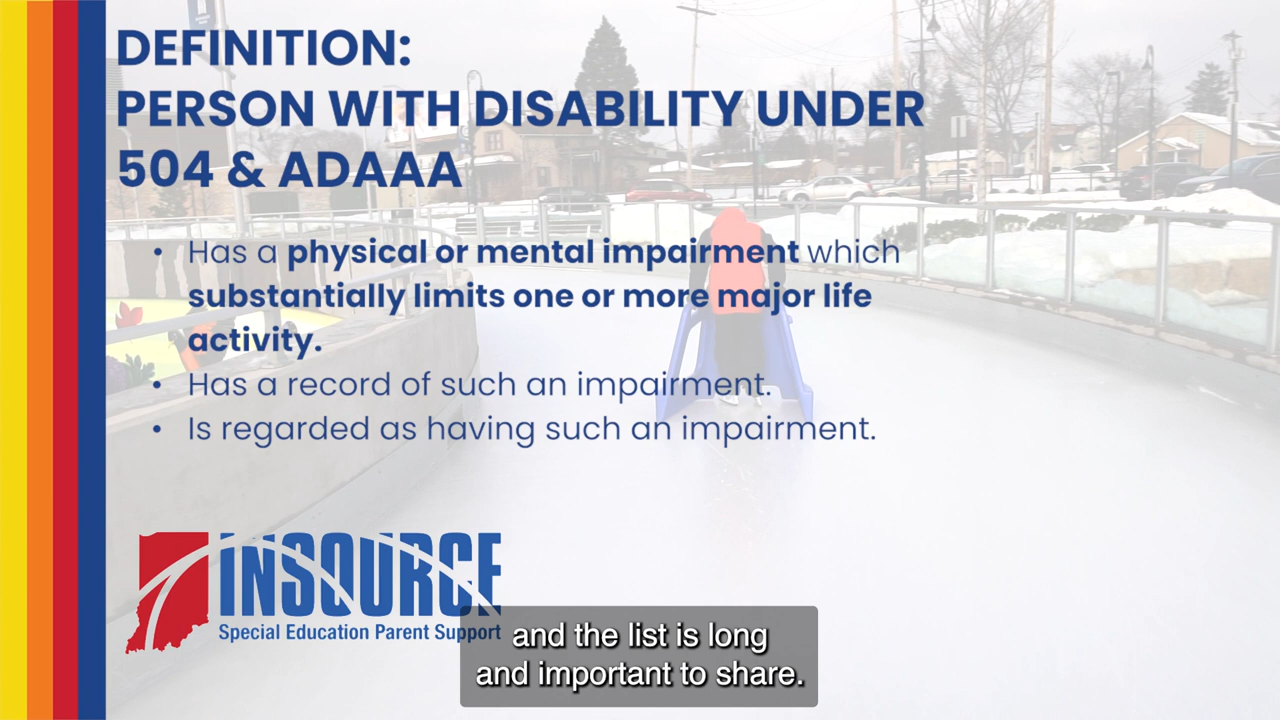 DEFINITION:
PERSON WITH DISABILITY UNDER
504 & ADAAA
• Has a physical or mental impairment which
substantially limits one or more major life
activity.
• Has a record of such an impairment.
• Is regarded as having such an impairment.
INSOURCE
Special Education Parent Support
and the list is long
and important to share.